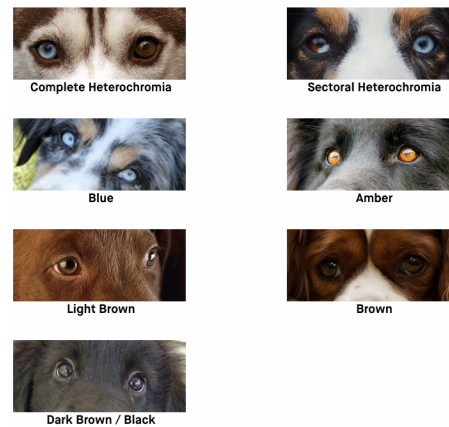 Complete Heterochromia
Sectoral Heterochromia
Blue
Amber
Light Brown
Brown
Dark Brown / Black